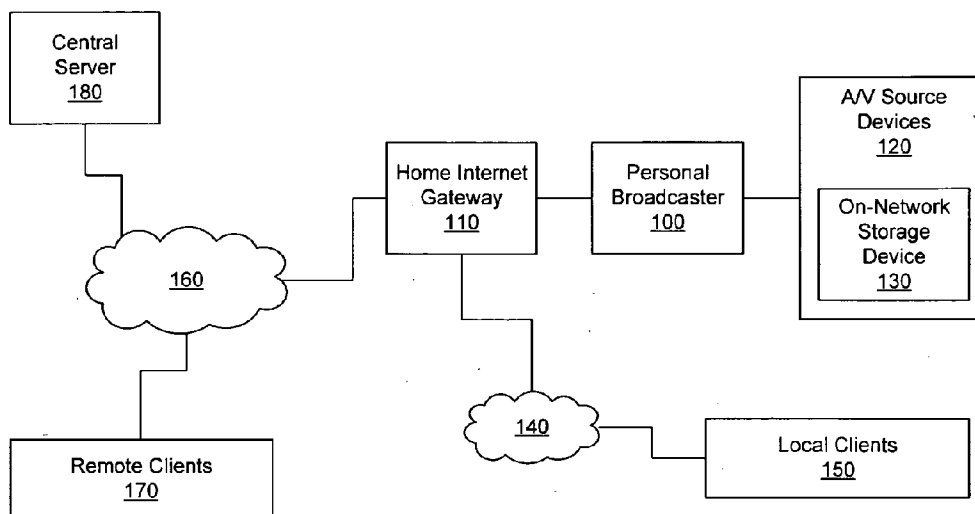 Central
Server
180
Home Internet
Gateway
110
Personal
Broadcaster
100
A/V Source
Devices
120
On-Network
Storage
Device
130
160
140
Remote Clients
170
Local Clients
150